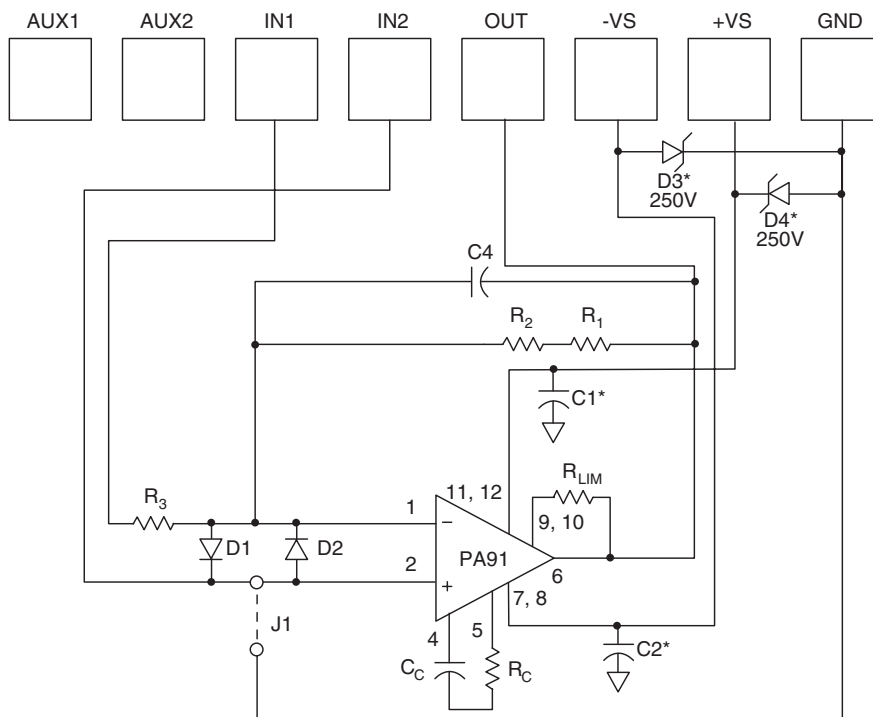 AUX1 AUX2 IN1 IN2 OUT -VS +VS GND
D3*
250V
D4*
250V
C4
R2 R1
C1*
RLIM
R3
1
11, 12
9, 10
D1 D2
−
PA91
2
+
6
7, 8
J1
4 5
CC RC
C2*